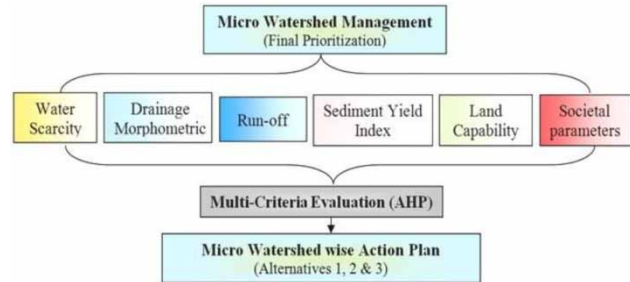 Micro Watershed Management
(Final Prioritization)
Water
Scarcity
Drainage
Morphometric
Run-off
Sediment Yield
Index
Land
Capability
Societal
parameters
Multi-Criteria Evaluation (AHP)
Micro Watershed wise Action Plan
(Alternatives 1, 2 & 3)